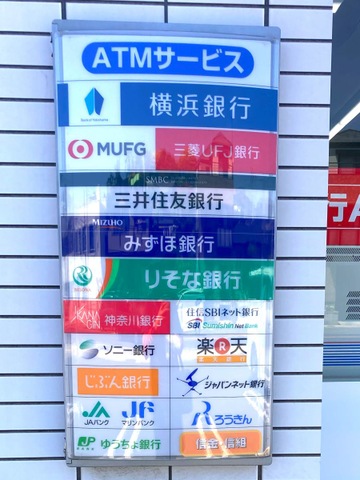 ATMサービス
横浜銀行
MUFG 三菱UFJ銀行
SMBC
三井住友銀行
MIZUHO
みずほ銀行
りそな銀行
KANAGIN 神奈川銀行
住信SBIネット銀行
SBI Sumishin Net Bank
ソニー銀行
楽R天
じぶん銀行
ジャパンネット銀行
JA JF
JAバンク マリンバンク
ろうきん
JP ゆうちょ銀行
信金・信組